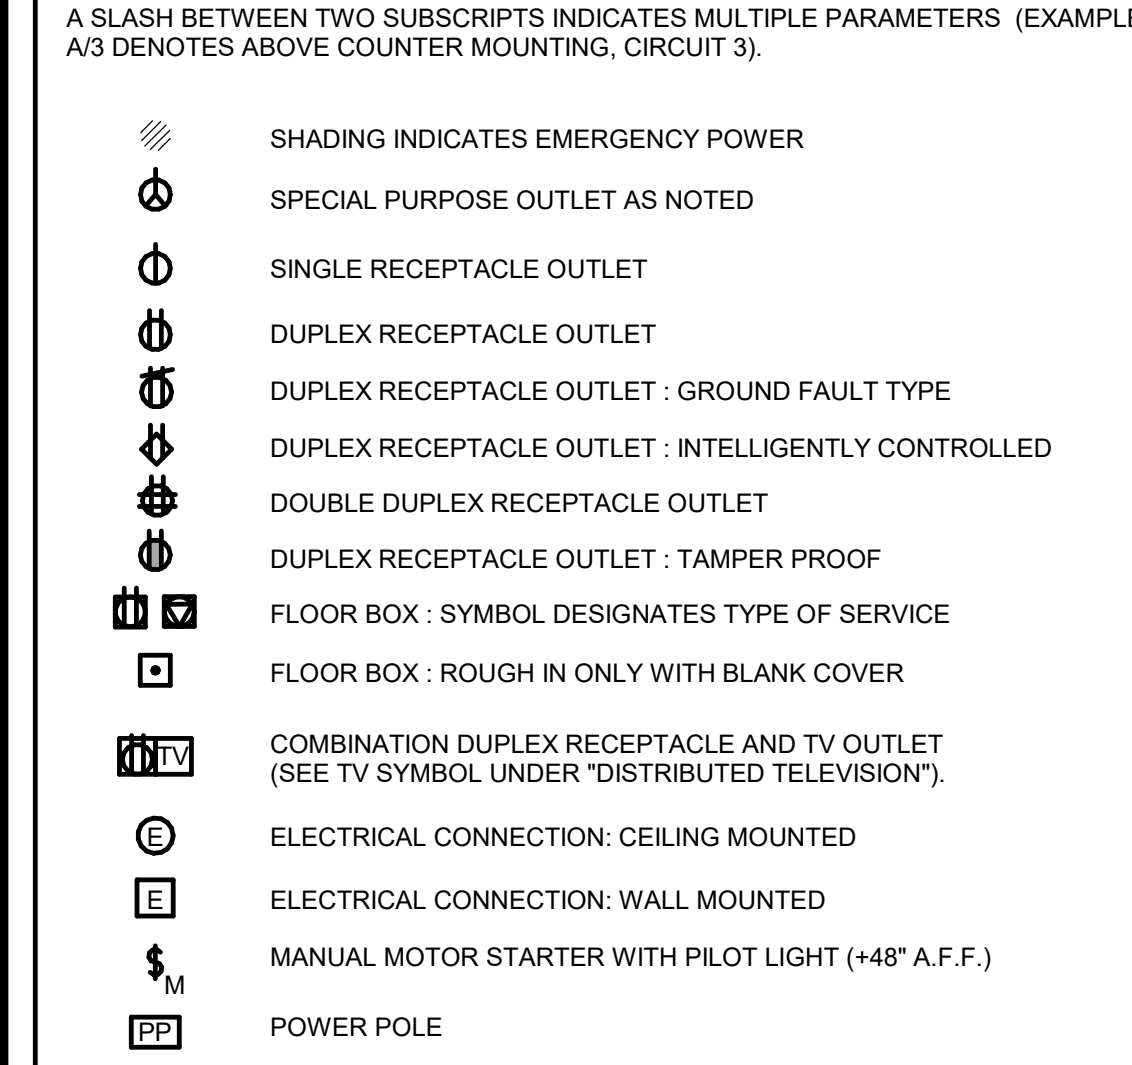 A SLASH BETWEEN TWO SUBSCRIPTS INDICATES MULTIPLE PARAMETERS (EXAMPLE
A/3 DENOTES ABOVE COUNTER MOUNTING, CIRCUIT 3).
SHADING INDICATES EMERGENCY POWER
SPECIAL PURPOSE OUTLET AS NOTED
SINGLE RECEPTACLE OUTLET
DUPLEX RECEPTACLE OUTLET
DUPLEX RECEPTACLE OUTLET : GROUND FAULT TYPE
DUPLEX RECEPTACLE OUTLET : INTELLIGENTLY CONTROLLED
DOUBLE DUPLEX RECEPTACLE OUTLET
DUPLEX RECEPTACLE OUTLET : TAMPER PROOF
FLOOR BOX : SYMBOL DESIGNATES TYPE OF SERVICE
FLOOR BOX : ROUGH IN ONLY WITH BLANK COVER
TV COMBINATION DUPLEX RECEPTACLE AND TV OUTLET
(SEE TV SYMBOL UNDER "DISTRIBUTED TELEVISION").
E ELECTRICAL CONNECTION: CEILING MOUNTED
E ELECTRICAL CONNECTION: WALL MOUNTED
$M MANUAL MOTOR STARTER WITH PILOT LIGHT (+48" A.F.F.)
PP POWER POLE